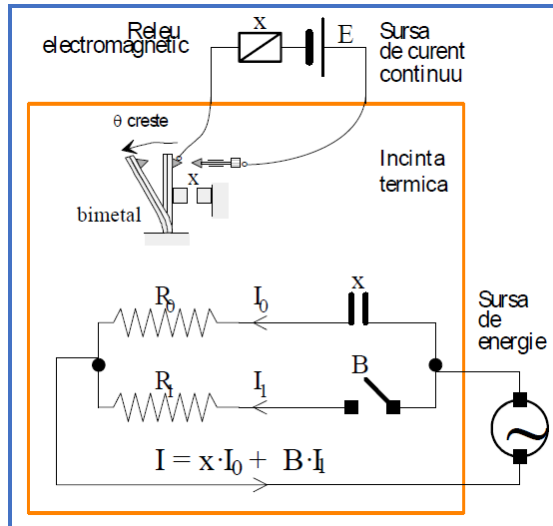 Releu
electromagnetic
x
E
Sursa
de curent
continuu
θ creste
x
bimetal
Incinta
termica
R0
I0
x
Sursa
de
energie
R1
I1
B
~
I = x·I0 + B·I1